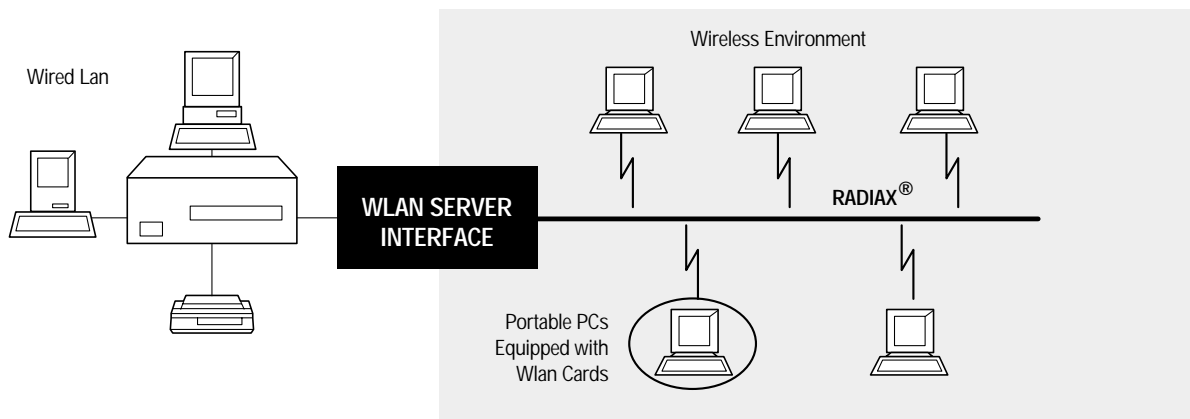 Wireless Environment
Wired Lan
RADIAX®
WLAN SERVER
INTERFACE
Portable PCs
Equipped with
Wlan Cards